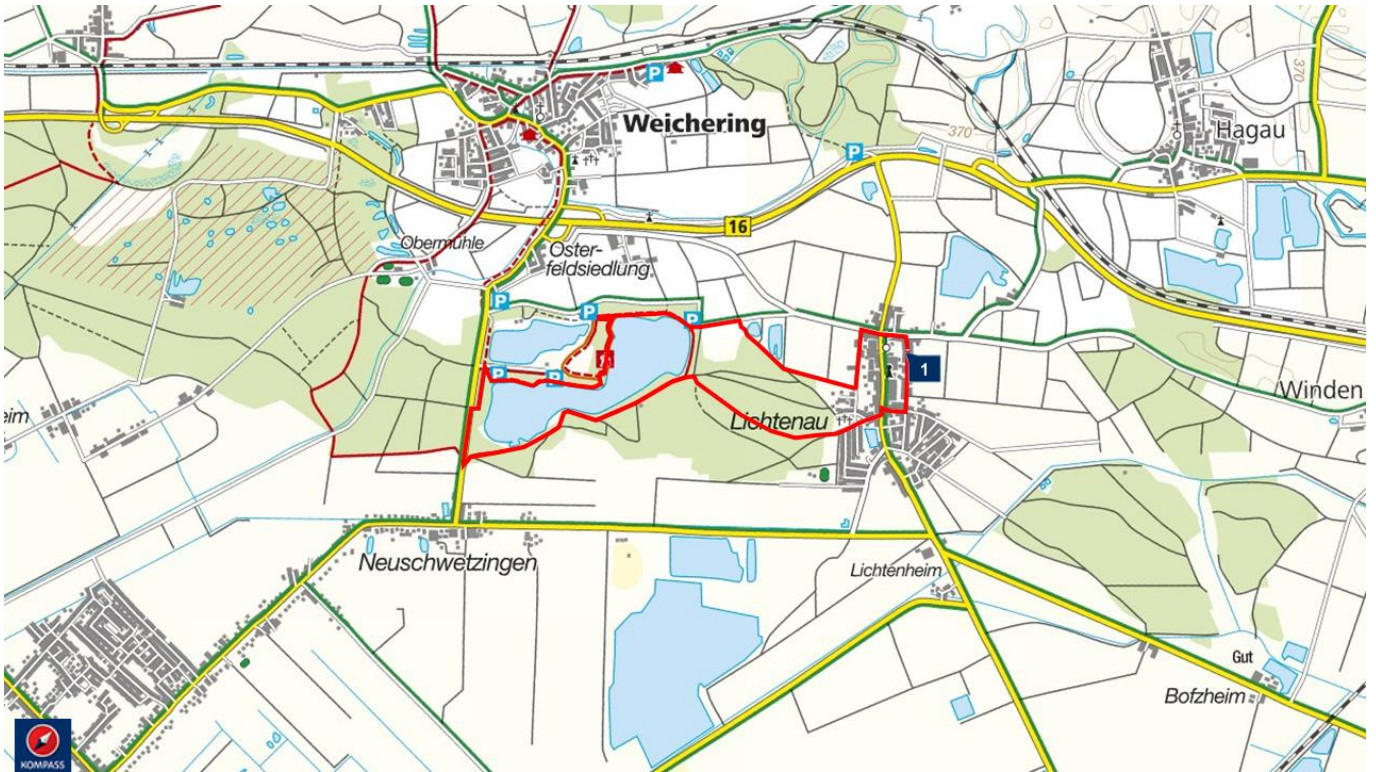 P
Weichering
370
370
Hagau
P
16
Obermühle
Oster-
feldsiedlung
P
P
P
1
P
P
Winden
eim
Lichtenau
Neuschwetzingen
Lichtenheim
Gut
Bofzheim
KOMPASS